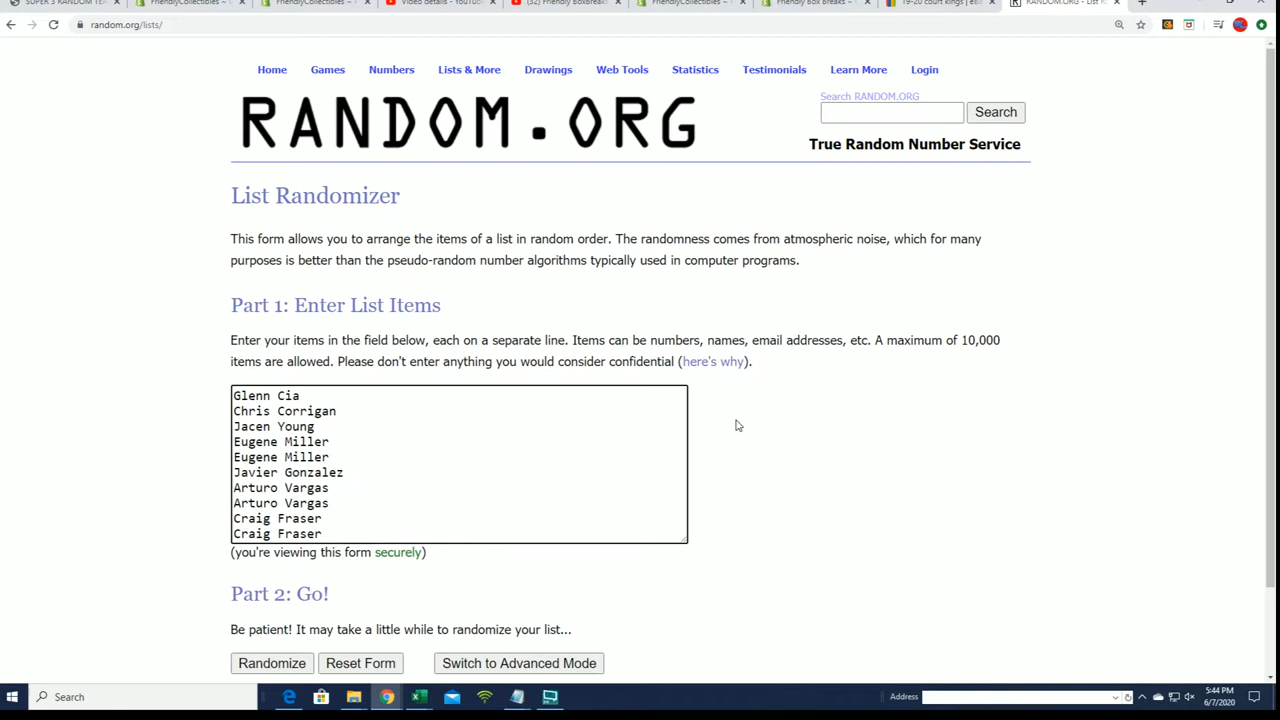 SUPER 3 RANDOM TEA
FriendlyCollectibles ~
FriendlyCollectibles ~
Video details - YouTube
(32) Friendly BoxBreaks
FriendlyCollectibles ~
Friendly Box Breaks ~
19-20 court kings | eBa
RANDOM.ORG - List R
random.org/lists/
Home Games Numbers Lists & More Drawings Web Tools Statistics Testimonials Learn More Login
Search RANDOM.ORG
RANDOM.ORG
Search
True Random Number Service
List Randomizer
This form allows you to arrange the items of a list in random order. The randomness comes from atmospheric noise, which for many
purposes is better than the pseudo-random number algorithms typically used in computer programs.
Part 1: Enter List Items
Enter your items in the field below, each on a separate line. Items can be numbers, names, email addresses, etc. A maximum of 10,000
items are allowed. Please don't enter anything you would consider confidential (here's why).
Glenn Cia
Chris Corrigan
Jacen Young
Eugene Miller
Eugene Miller
Javier Gonzalez
Arturo Vargas
Arturo Vargas
Craig Fraser
Craig Fraser
(you're viewing this form securely)
Part 2: Go!
Be patient! It may take a little while to randomize your list...
Randomize Reset Form Switch to Advanced Mode
Search
Address
5:44 PM
6/7/2020